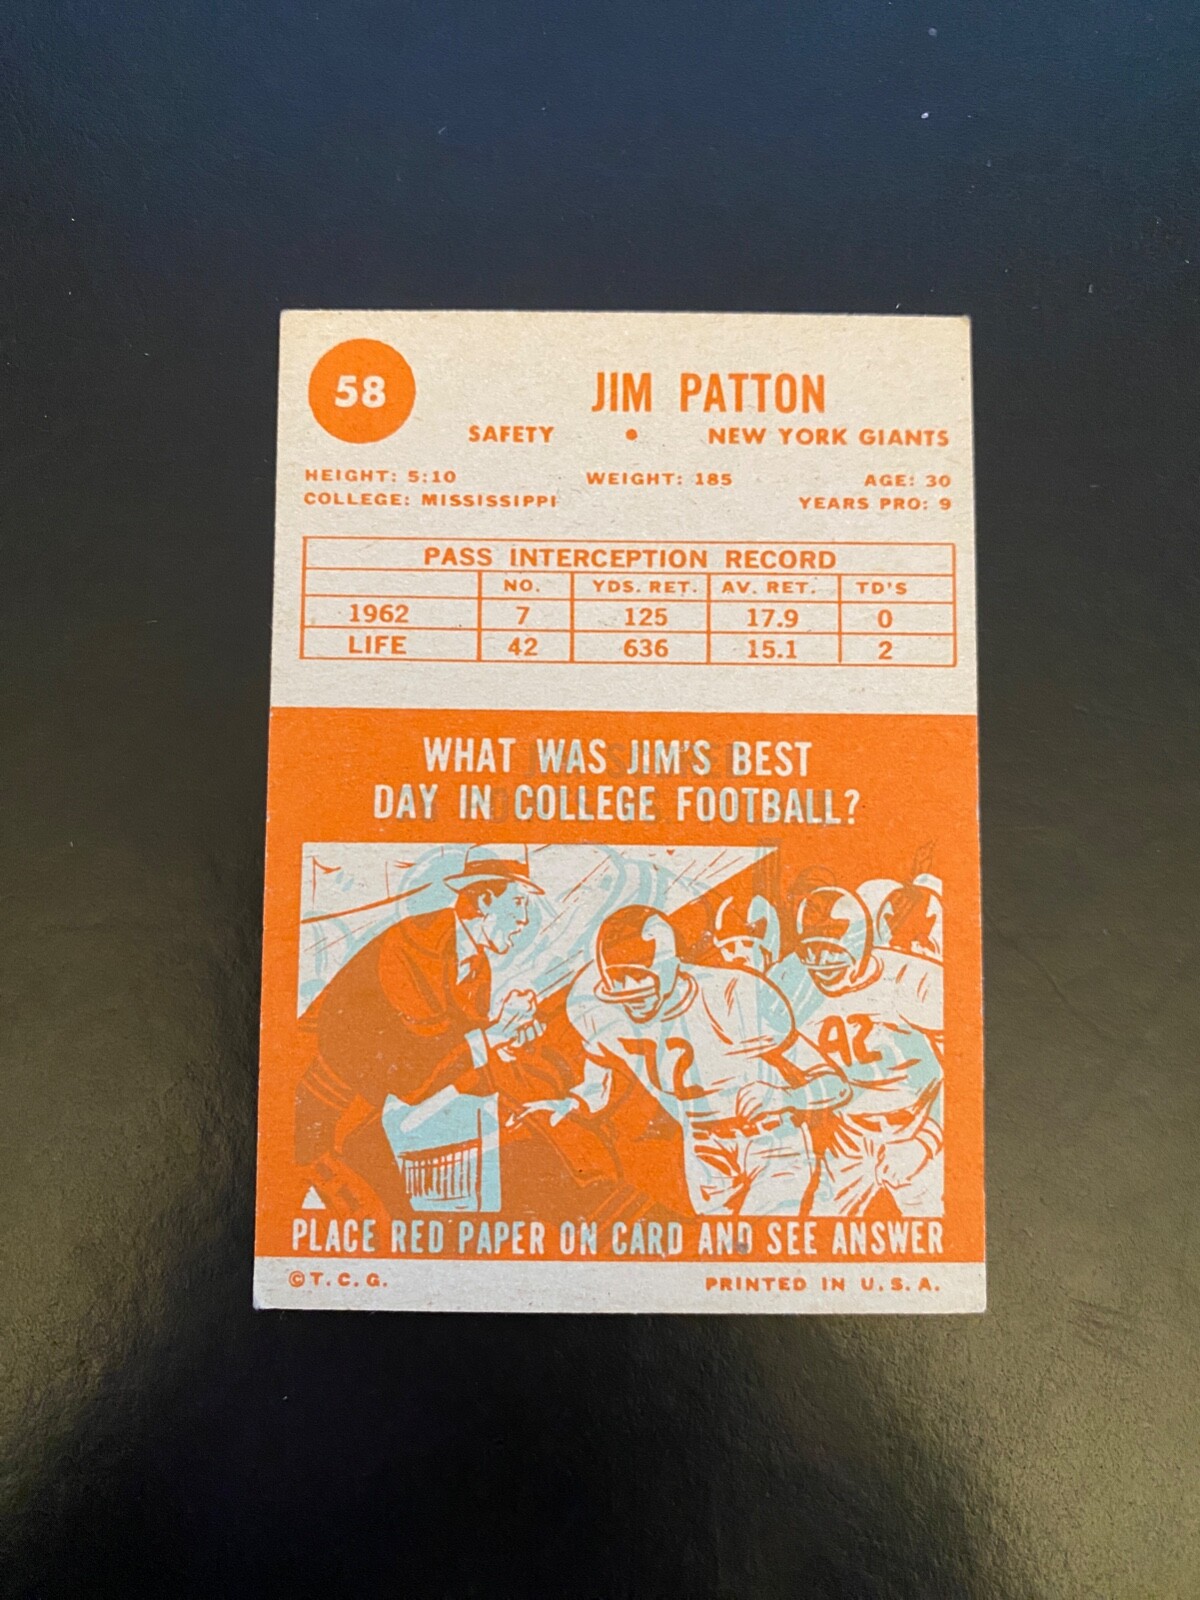 58
JIM PATTON
SAFETY • NEW YORK GIANTS
HEIGHT: 5:10 WEIGHT: 185 AGE: 30
COLLEGE: MISSISSIPPI YEARS PRO: 9
PASS INTERCEPTION RECORD
NO. YDS. RET. AV. RET. TD'S
1962 7 125 17.9 0
LIFE 42 636 15.1 2
WHAT WAS JIM'S BEST
DAY IN COLLEGE FOOTBALL?
72
42
PLACE RED PAPER ON CARD AND SEE ANSWER
©T.C.G. PRINTED IN U.S.A.